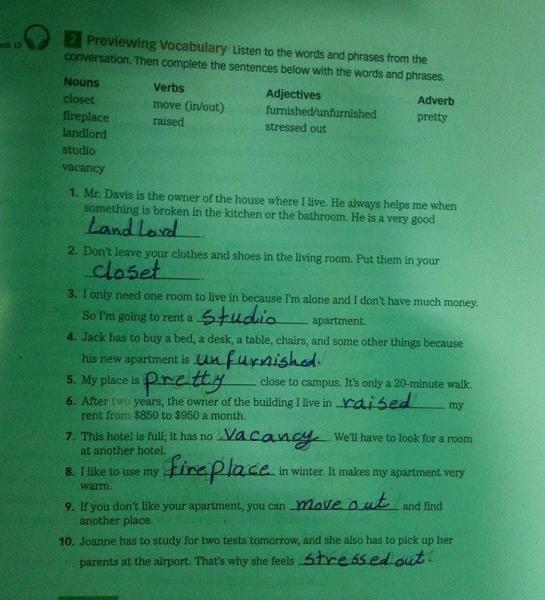 2 Previewing Vocabulary Listen to the words and phrases from the
conversation. Then complete the sentences below with the words and phrases.
Nouns Verbs Adjectives Adverb
closet move (in/out) furnished/unfurnished pretty
fireplace raised stressed out
landlord
studio
vacancy
1. Mr. Davis is the owner of the house where I live. He always helps me when
something is broken in the kitchen or the bathroom. He is a very good
Landlord.
2. Don't leave your clothes and shoes in the living room. Put them in your
closet.
3. I only need one room to live in because I'm alone and I don't have much money.
So I'm going to rent a studio apartment.
4. Jack has to buy a bed, a desk, a table, chairs, and some other things because
his new apartment is unfurnished.
5. My place is pretty close to campus. It's only a 20-minute walk.
6. After two years, the owner of the building I live in raised my
rent from $850 to $950 a month.
7. This hotel is full; it has no vacancy. We'll have to look for a room
at another hotel.
8. I like to use my fireplace in winter. It makes my apartment very
warm.
9. If you don't like your apartment, you can move out and find
another place.
10. Joanne has to study for two tests tomorrow, and she also has to pick up her
parents at the airport. That's why she feels stressed out.